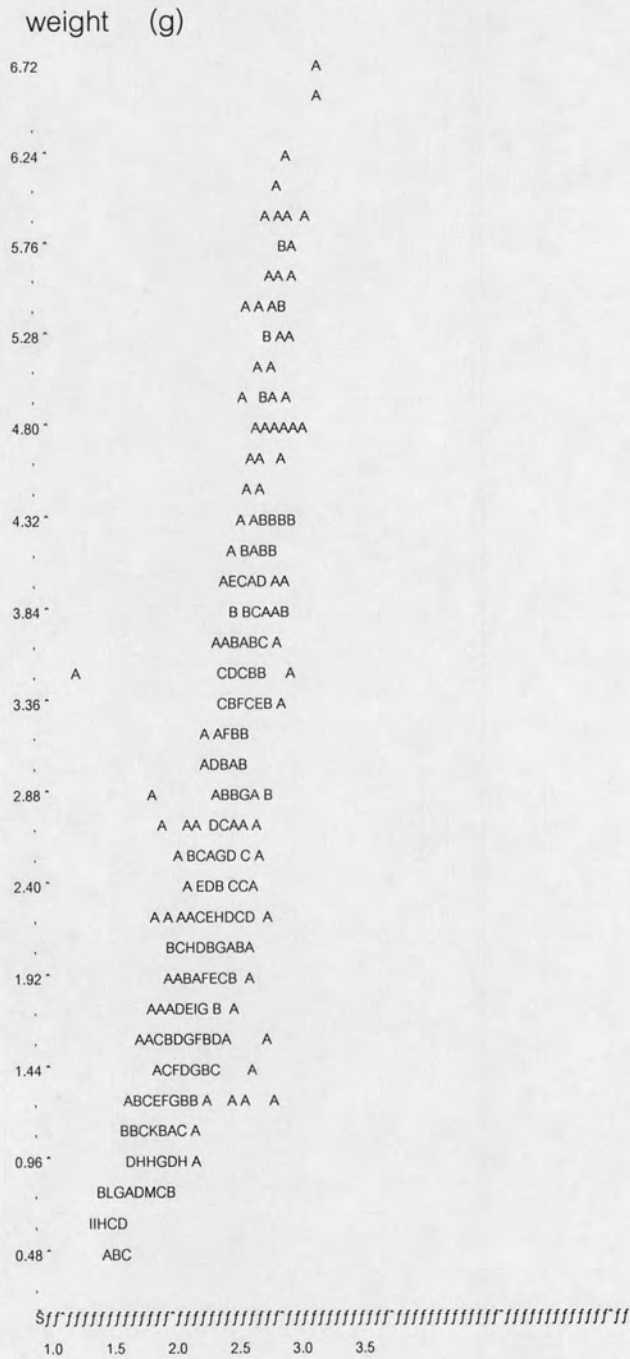 weight (g)
6.72 A
A
.
6.24 ˆ A
. A
. A AA A
5.76 ˆ BA
. AA A
. A A AB
5.28 ˆ B AA
. A A
. A BA A
4.80 ˆ AAAAAA
. AA A
. A A
4.32 ˆ A ABBBB
. A BABB
. AECAD AA
3.84 ˆ B BCAAB
. AABABC A
. A CDCBB A
3.36 ˆ CBFCEB A
. A AFBB
. ADBAB
2.88 ˆ A ABBGA B
. A AA DCAA A
. A BCAGD C A
2.40 ˆ A EDB CCA
. A A AACEHDCD A
. BCHDBGABA
1.92 ˆ AABAFECB A
. AAADEIG B A
. AACBDGFBDA A
1.44 ˆ ACFDGBC A
. ABCEFGBB A A A A
. BBCKBAC A
0.96 ˆ DHHGDH A
. BLGADMCB
. IIHCD
0.48 ˆ ABC
.
1.0 1.5 2.0 2.5 3.0 3.5